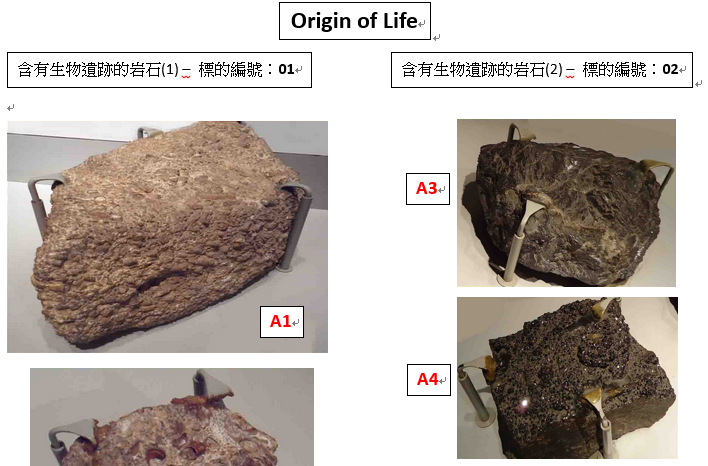 Origin of Life
含有生物遺跡的岩石(1) – 標的編號：01
含有生物遺跡的岩石(2) – 標的編號：02
A3
A1
A4